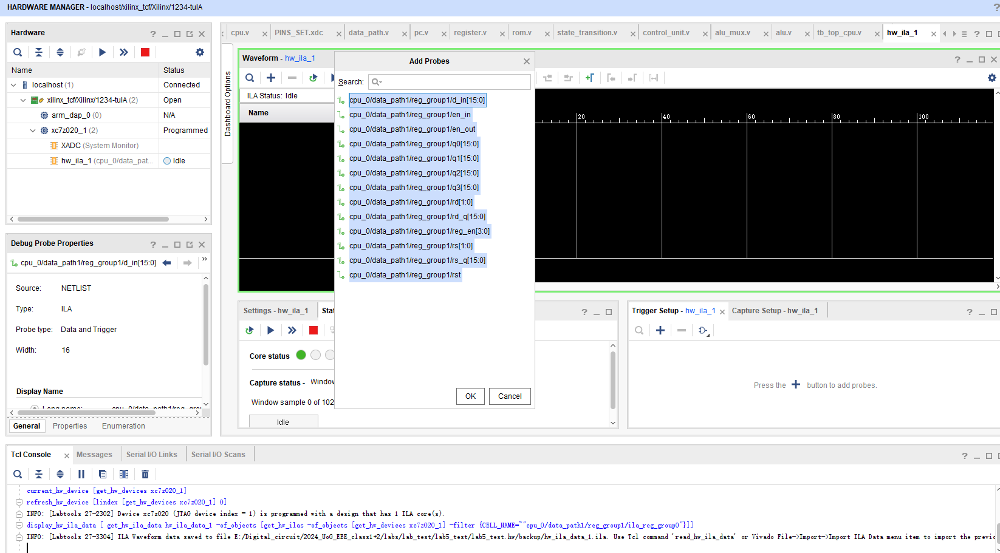 HARDWARE MANAGER - localhost/xilinx_tcf/Xilinx/1234-tulA
Hardware
Name Status
localhost (1) Connected
xilinx_tcf/Xilinx/1234-tulA (2) Open
arm_dap_0 (0) N/A
xc7z020_1 (2) Programmed
XADC (System Monitor)
hw_ila_1 (cpu_0/data_pat... Idle
Debug Probe Properties
cpu_0/data_path1/reg_group1/d_in[15:0]
Source: NETLIST
Type: ILA
Probe type: Data and Trigger
Width: 16
Display Name
General Properties Enumeration
cpu.v PINS_SET.xdc data_path.v pc.v register.v rom.v state_transition.v control_unit.v alu_mux.v alu.v tb_top_cpu.v hw_ila_1
Dashboard Options
Waveform - hw_ila_1
ILA Status: Idle
Name
20 40 60 80 100
Add Probes
Search:
cpu_0/data_path1/reg_group1/d_in[15:0]
cpu_0/data_path1/reg_group1/en_in
cpu_0/data_path1/reg_group1/en_out
cpu_0/data_path1/reg_group1/q0[15:0]
cpu_0/data_path1/reg_group1/q1[15:0]
cpu_0/data_path1/reg_group1/q2[15:0]
cpu_0/data_path1/reg_group1/q3[15:0]
cpu_0/data_path1/reg_group1/rd[1:0]
cpu_0/data_path1/reg_group1/rd_q[15:0]
cpu_0/data_path1/reg_group1/reg_en[3:0]
cpu_0/data_path1/reg_group1/rs[1:0]
cpu_0/data_path1/reg_group1/rs_q[15:0]
cpu_0/data_path1/reg_group1/rst
OK Cancel
Settings - hw_ila_1 Stat
Core status
Capture status - Window
Window sample 0 of 102
Idle
Trigger Setup - hw_ila_1 Capture Setup - hw_ila_1
Press the + button to add probes.
Tcl Console Messages Serial I/O Links Serial I/O Scans
current_hw_device [get_hw_devices xc7z020_1]
refresh_hw_device [lindex [get_hw_devices xc7z020_1] 0]
INFO: [Labtools 27-2302] Device xc7z020 (JTAG device index = 1) is programmed with a design that has 1 ILA core(s).
display_hw_ila_data [ get_hw_ila_data hw_ila_data_1 -of_objects [get_hw_ilas -of_objects [get_hw_devices xc7z020_1] -filter {CELL_NAME=~"cpu_0/data_path1/reg_group1/ila_reg_group0"}]]
INFO: [Labtools 27-3304] ILA Waveform data saved to file E:/Digital_circuit/2024_UoG_EEE_class1+2/labs/lab_test/lab5_test/lab5_test.hw/backup/hw_ila_data_1.ila. Use Tcl command 'read_hw_ila_data' or Vivado File->Import->Import ILA Data menu item to import the previo